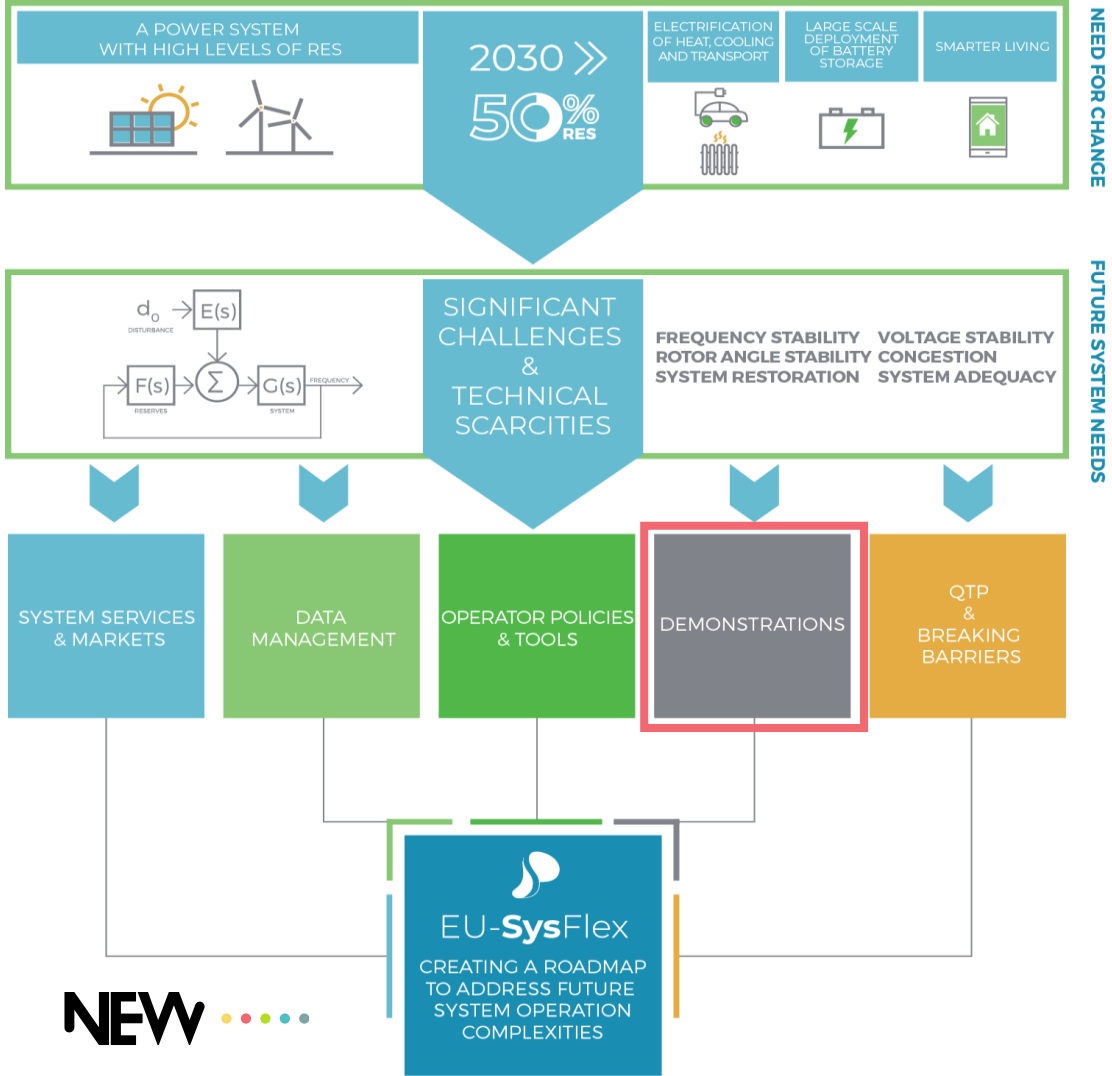 A POWER SYSTEM
WITH HIGH LEVELS OF RES
2030
50%
RES
ELECTRIFICATION
OF HEAT, COOLING
AND TRANSPORT
LARGE SCALE
DEPLOYMENT
OF BATTERY
STORAGE
SMARTER LIVING
NEED FOR CHANGE
d₀
DISTURBANCE
E(s)
F(s)
RESERVES
Σ
G(s)
SYSTEM
FREQUENCY
SIGNIFICANT
CHALLENGES
&
TECHNICAL
SCARCITIES
FREQUENCY STABILITY
ROTOR ANGLE STABILITY
SYSTEM RESTORATION
VOLTAGE STABILITY
CONGESTION
SYSTEM ADEQUACY
FUTURE SYSTEM NEEDS
SYSTEM SERVICES
& MARKETS
DATA
MANAGEMENT
OPERATOR POLICIES
& TOOLS
DEMONSTRATIONS
QTP
&
BREAKING
BARRIERS
EU-SysFlex
CREATING A ROADMAP
TO ADDRESS FUTURE
SYSTEM OPERATION
COMPLEXITIES
NEW